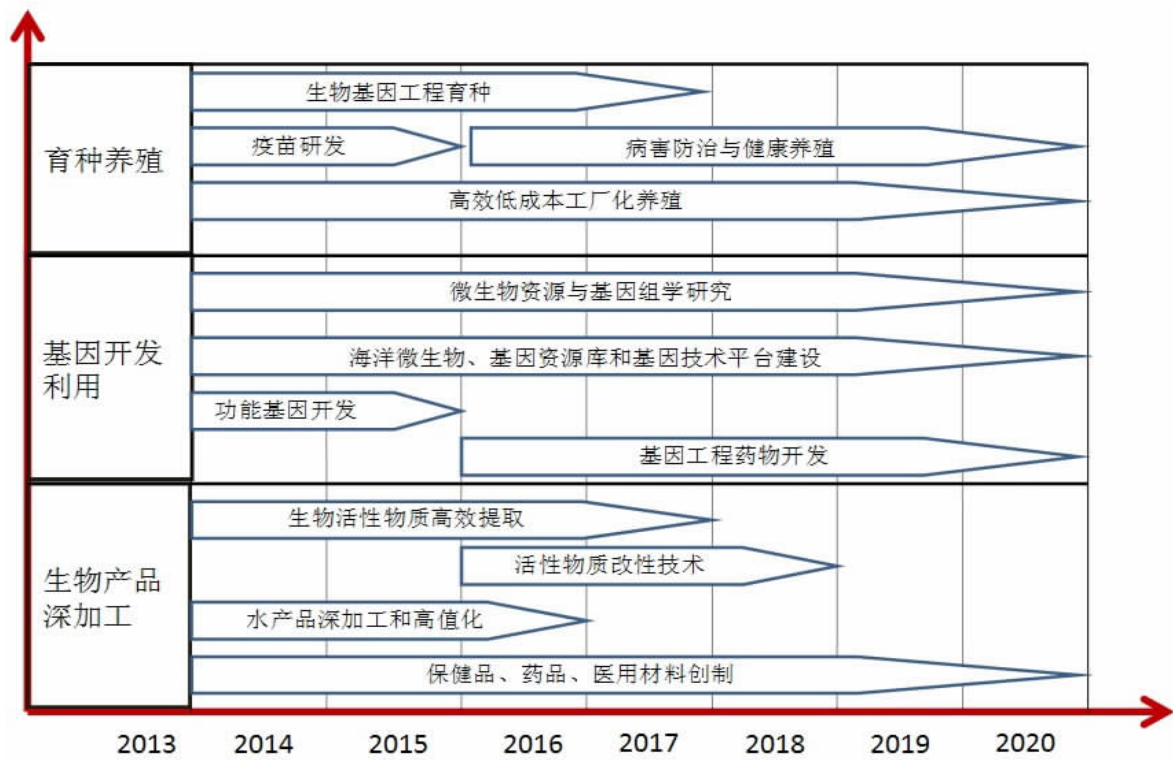 育种养殖
生物基因工程育种
疫苗研发
病害防治与健康养殖
高效低成本工厂化养殖
基因开发
利用
微生物资源与基因组学研究
海洋微生物、基因资源库和基因技术平台建设
功能基因开发
基因工程药物开发
生物产品
深加工
生物活性物质高效提取
活性物质改性技术
水产品深加工和高值化
保健品、药品、医用材料创制
2013 2014 2015 2016 2017 2018 2019 2020